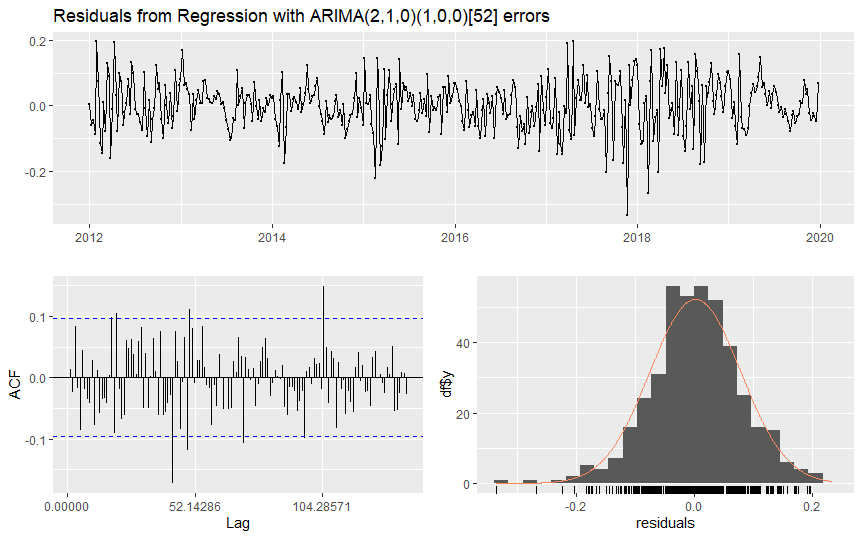 Residuals from Regression with ARIMA(2,1,0)(1,0,0)[52] errors
0.2
0.0
-0.2
2012 2014 2016 2018 2020
ACF
0.1
0.0
-0.1
0.00000 52.14286 104.28571
Lag
df$y
40
20
0
-0.2 0.0 0.2
residuals